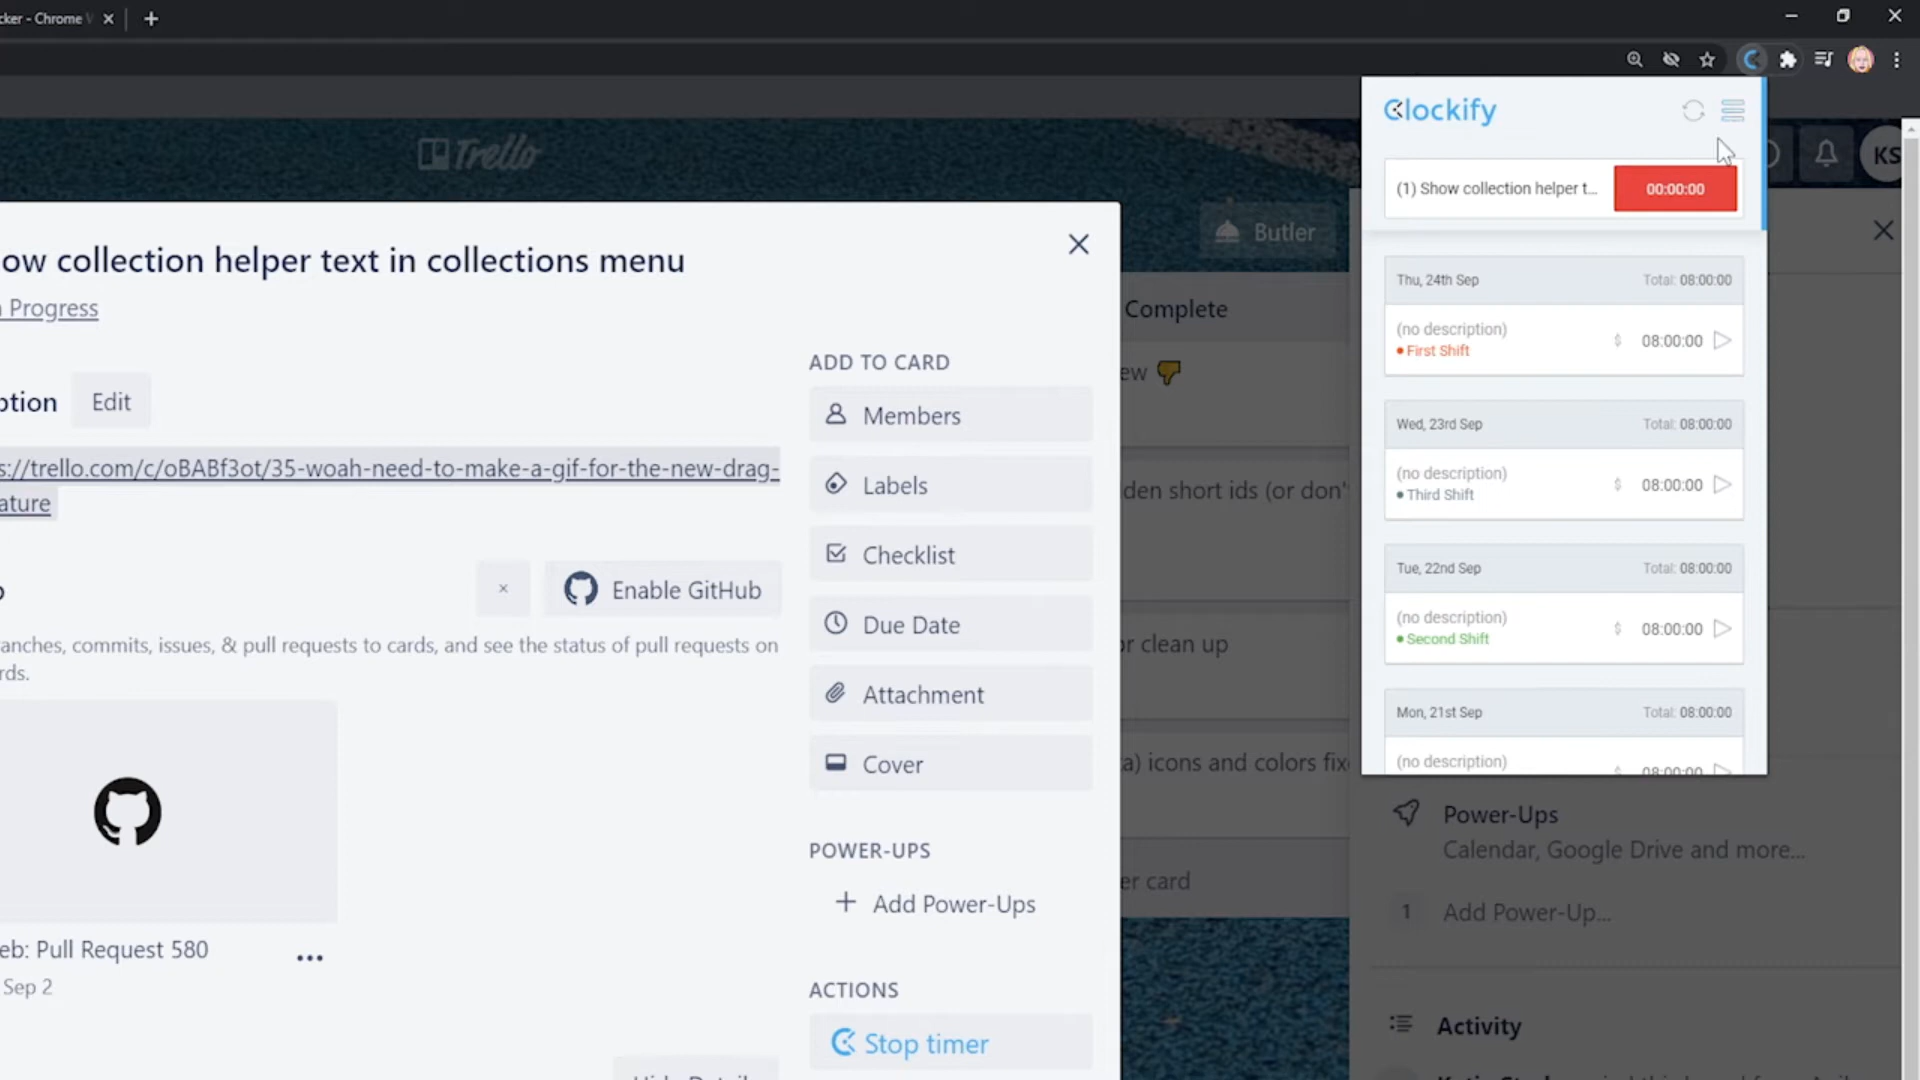 cker - Chrome
Clockify
Trello
KS
(1) Show collection helper t...
00:00:00
Butler
ow collection helper text in collections menu
Progress
Thu, 24th Sep
Total: 08:00:00
(no description)
First Shift
$
08:00:00
Complete
ADD TO CARD
ew
ption
Edit
Members
Wed, 23rd Sep
Total: 08:00:00
s://trello.com/c/oBABf3ot/35-woah-need-to-make-a-gif-for-the-new-drag-
ature
Labels
den short ids (or don'
(no description)
Third Shift
$
08:00:00
Checklist
Tue, 22nd Sep
Total: 08:00:00
Enable GitHub
Due Date
(no description)
Second Shift
$
08:00:00
anches, commits, issues, & pull requests to cards, and see the status of pull requests on
rds.
or clean up
Attachment
Mon, 21st Sep
Total: 08:00:00
Cover
a) icons and colors fix
(no description)
$
08:00:00
Power-Ups
Calendar, Google Drive and more...
POWER-UPS
Add Power-Ups
er card
1
Add Power-Up...
eb: Pull Request 580
Sep 2
ACTIONS
Stop timer
Activity